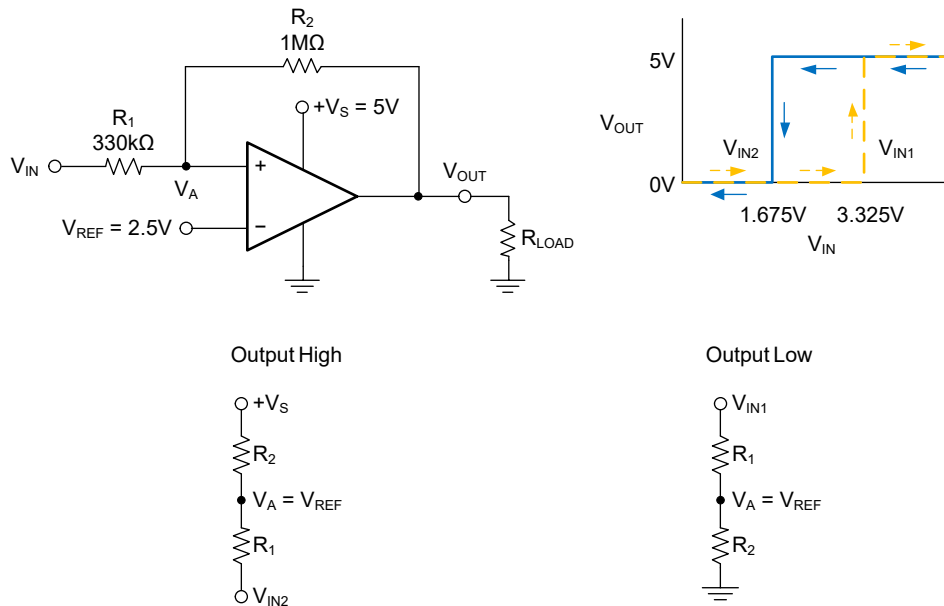 R2
1MΩ
+VS = 5V
R1
330kΩ
VIN
VA
+
VOUT
VREF = 2.5V
−
RLOAD
5V
VOUT
VIN2
VIN1
0V
1.675V
3.325V
VIN
Output High
+VS
R2
VA = VREF
R1
VIN2
Output Low
VIN1
R1
VA = VREF
R2